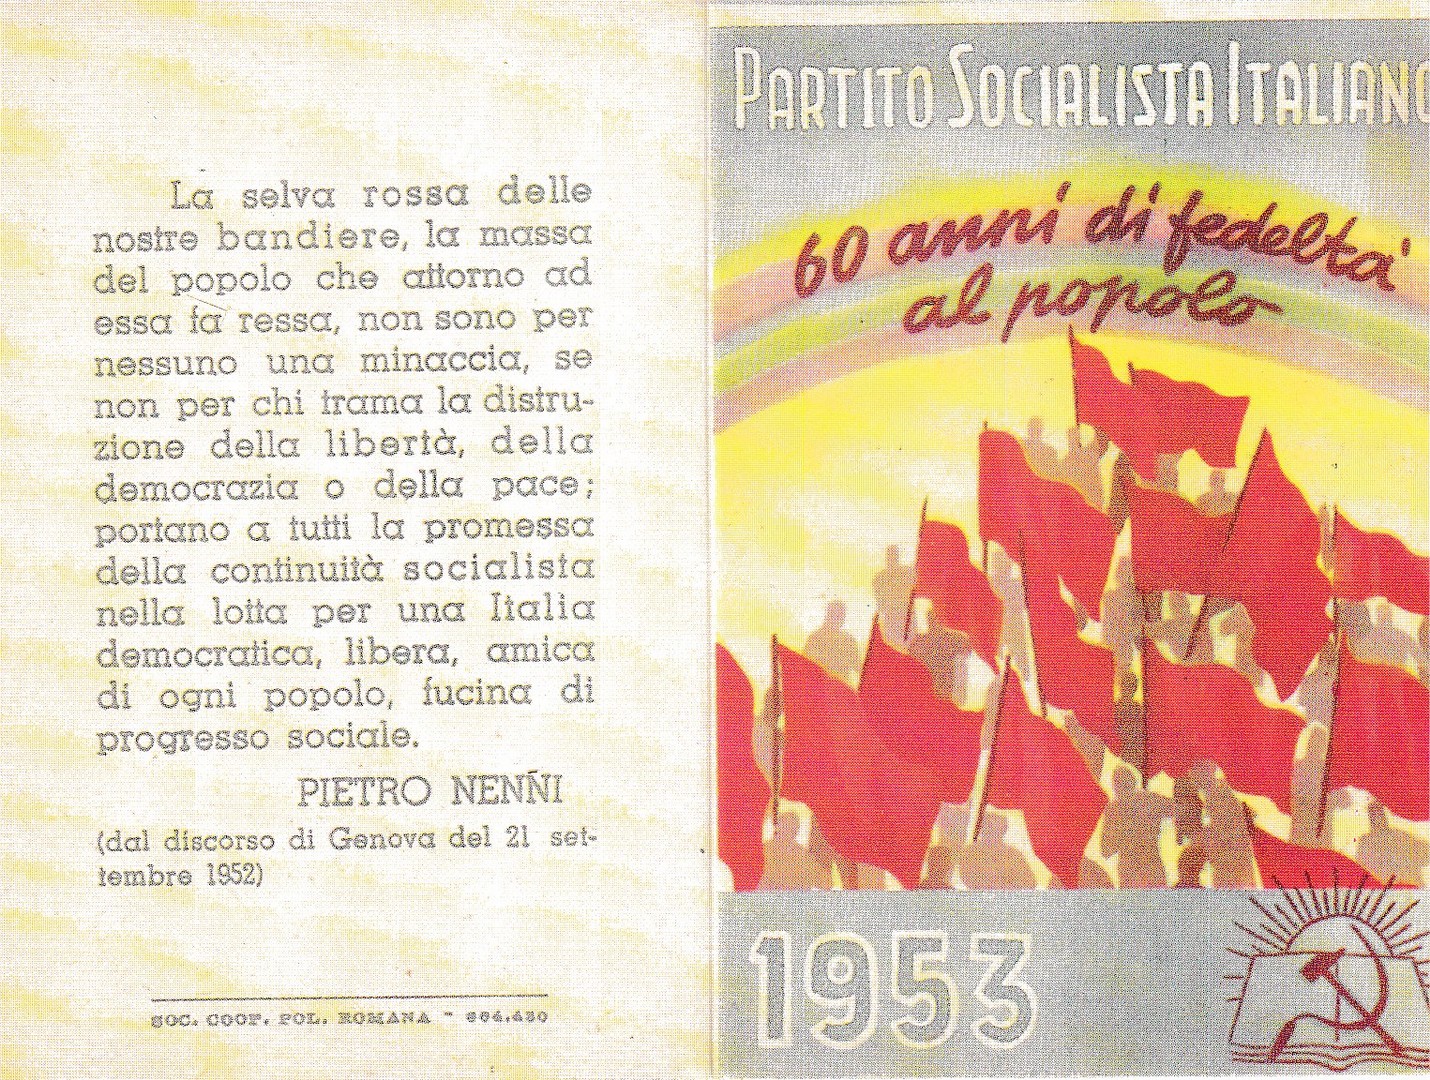 La selva rossa delle
nostre bandiere, la massa
del popolo che attorno ad
essa fa ressa, non sono per
nessuno una minaccia, se
non per chi trama la distru-
zione della libertà, della
democrazia o della pace;
portano a tutti la promessa
della continuità socialista
nella lotta per una Italia
democratica, libera, amica
di ogni popolo, fucina di
progresso sociale.
PIETRO NENNI
(dal discorso di Genova del 21 set-
tembre 1952)
SOC. COOP. POL. ROMANA - 664.430
PARTITO SOCIALISTA ITALIANO
60 anni di fedeltà
al popolo
1953